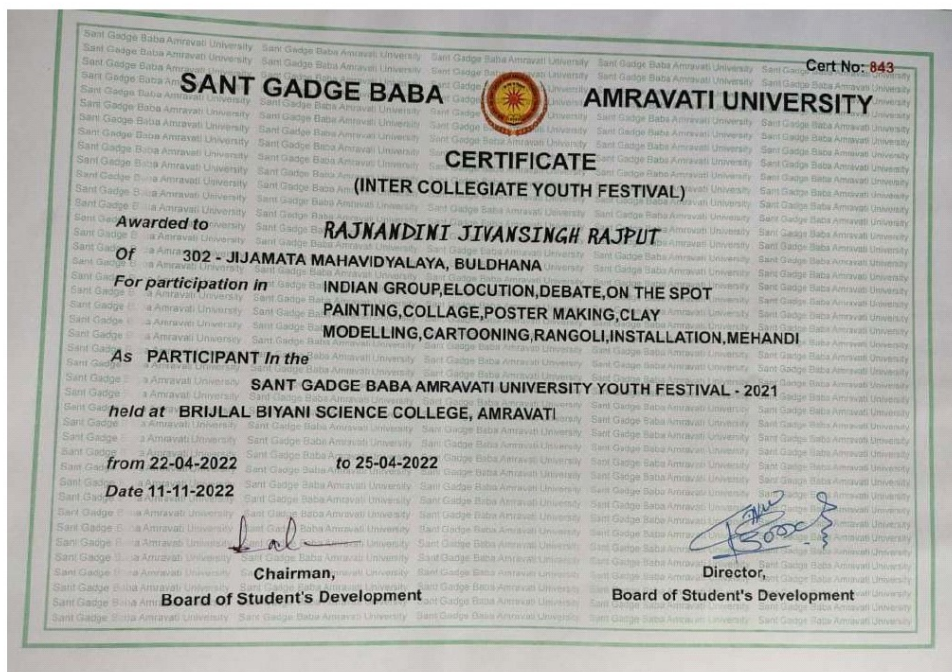 Cert No: 843
SANT GADGE BABA AMRAVATI UNIVERSITY
CERTIFICATE
(INTER COLLEGIATE YOUTH FESTIVAL)
Awarded to RAJNANDINI JIVANSINGH RAJPUT
Of 302 - JIJAMATA MAHAVIDYALAYA, BULDHANA
For participation in INDIAN GROUP,ELOCUTION,DEBATE,ON THE SPOT
PAINTING,COLLAGE,POSTER MAKING,CLAY
MODELLING,CARTOONING,RANGOLI,INSTALLATION,MEHANDI
As PARTICIPANT In the
SANT GADGE BABA AMRAVATI UNIVERSITY YOUTH FESTIVAL - 2021
held at BRIJLAL BIYANI SCIENCE COLLEGE, AMRAVATI
from 22-04-2022 to 25-04-2022
Date 11-11-2022
Chairman,
Board of Student's Development
Director,
Board of Student's Development